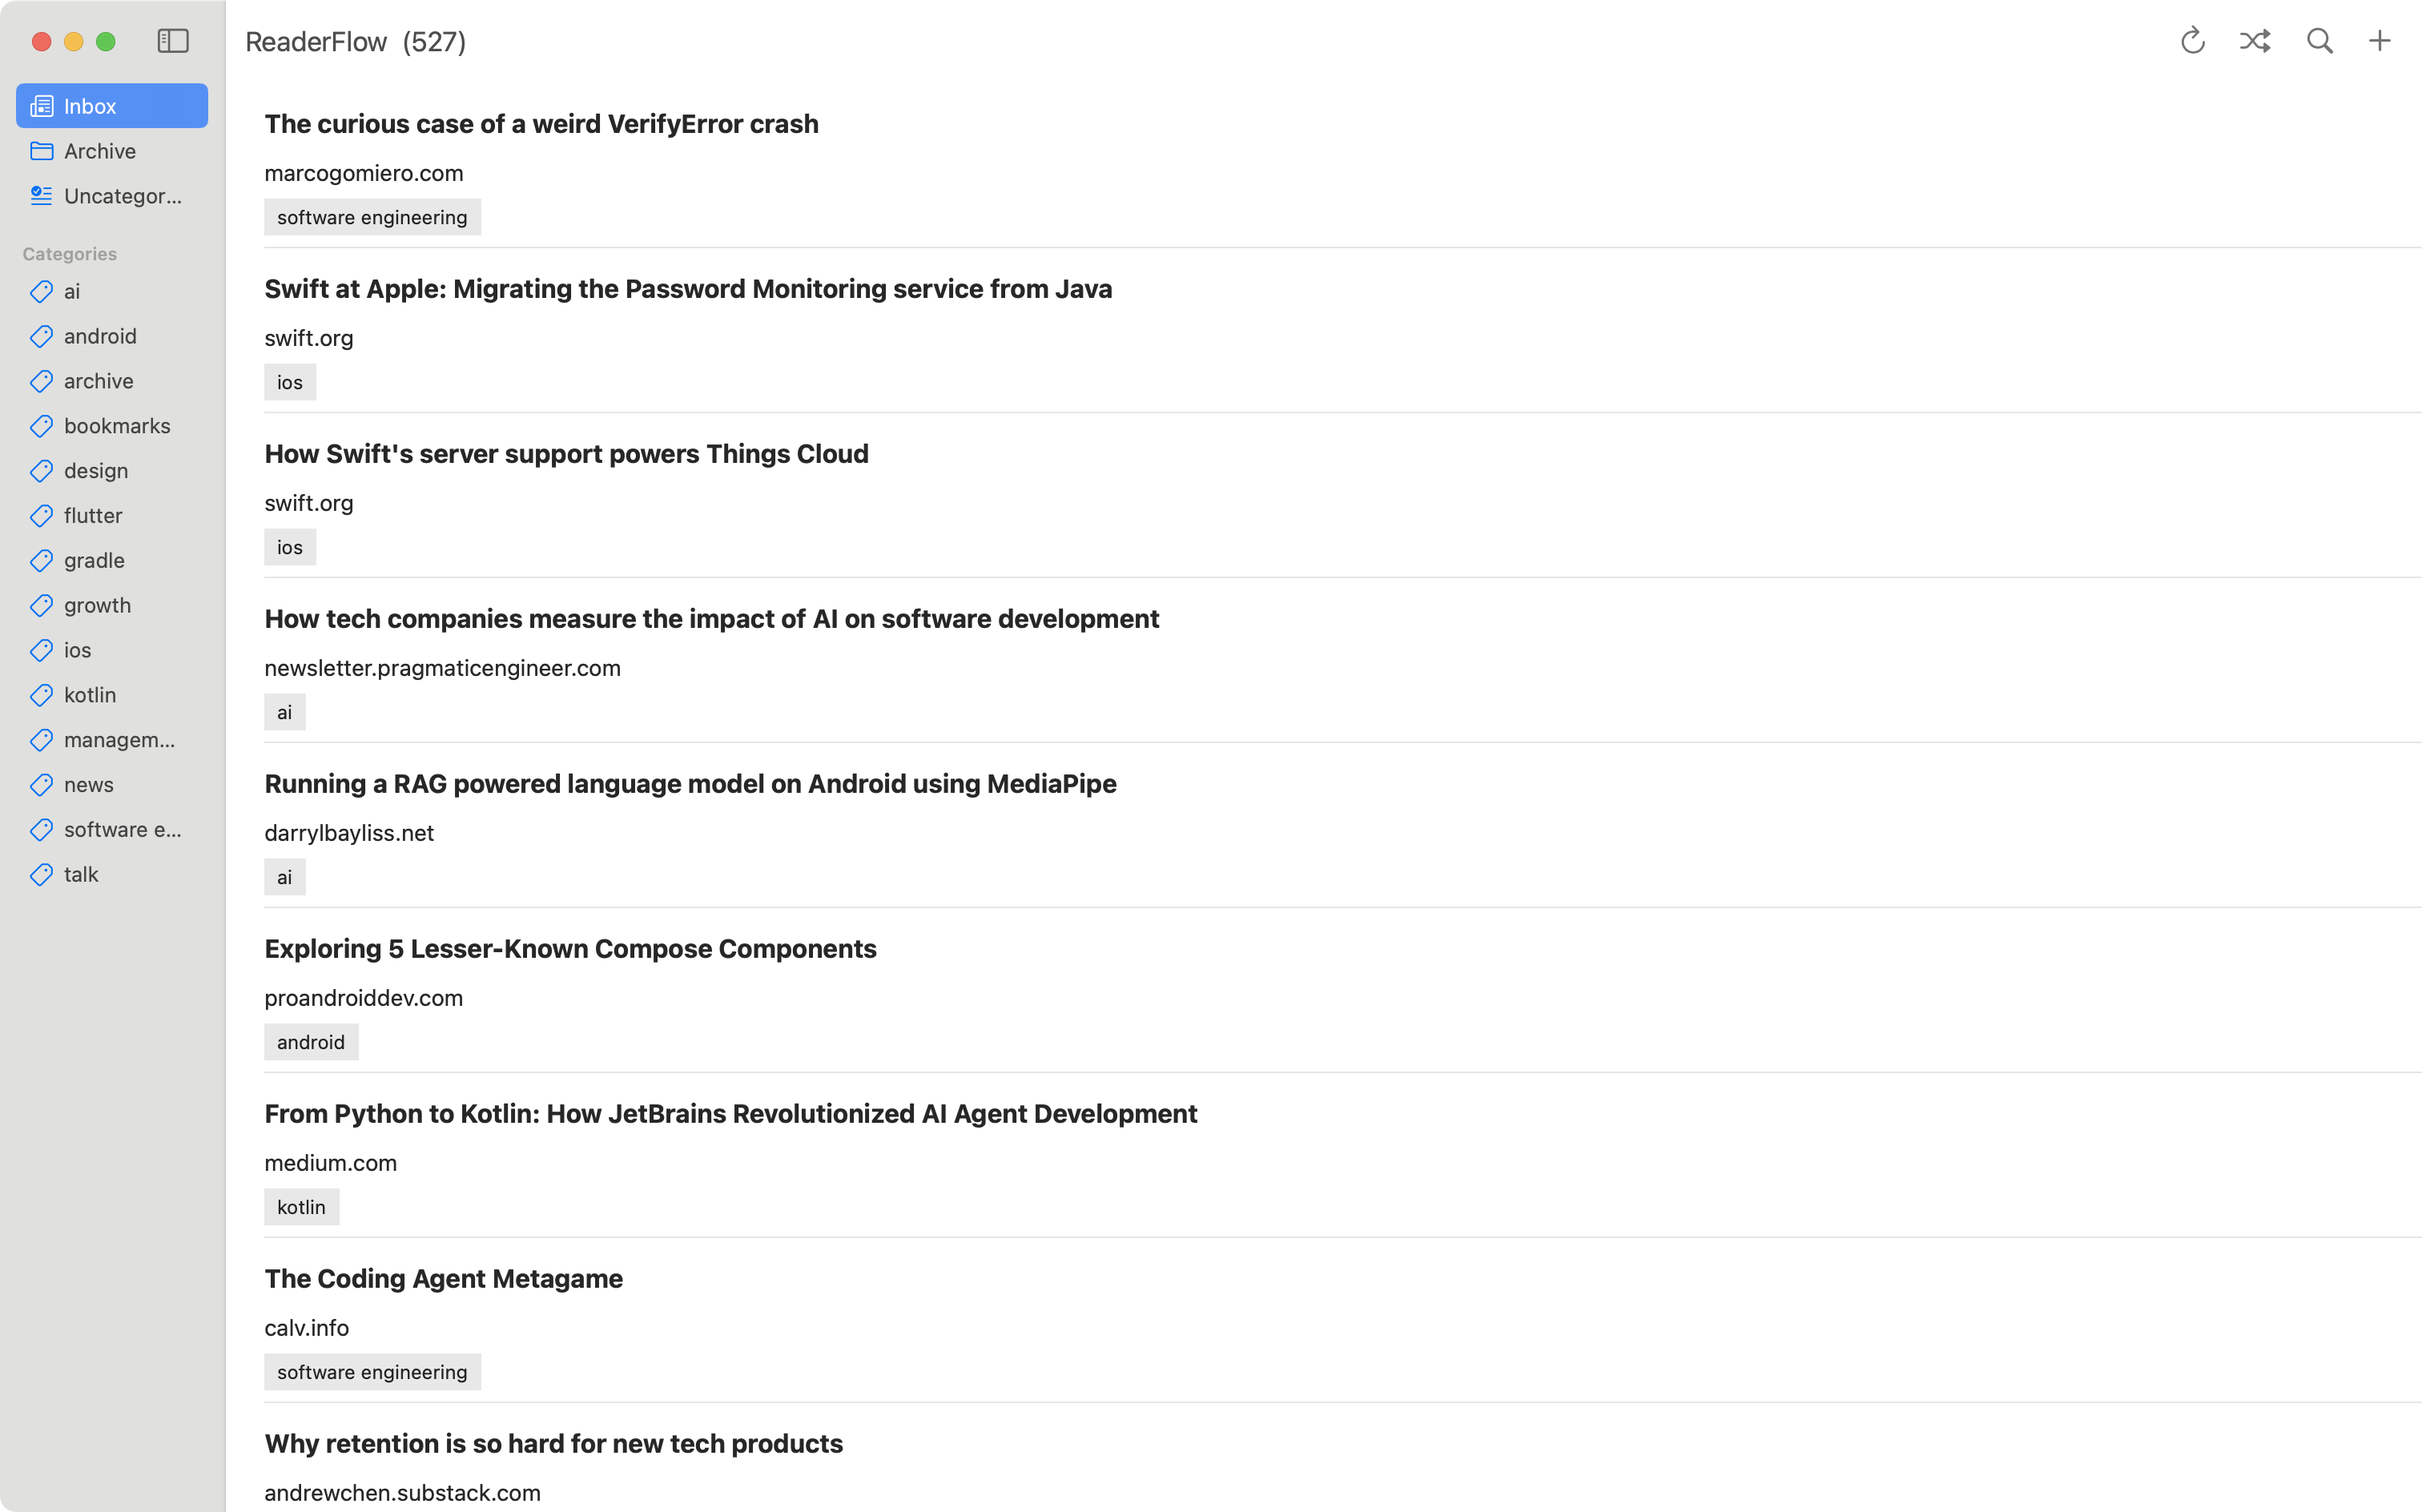 ReaderFlow (527)
Inbox
Archive
Uncategor...
Categories
ai
android
archive
bookmarks
design
flutter
gradle
growth
ios
kotlin
managem...
news
software e...
talk
The curious case of a weird VerifyError crash
marcogomiero.com
software engineering
Swift at Apple: Migrating the Password Monitoring service from Java
swift.org
ios
How Swift's server support powers Things Cloud
swift.org
ios
How tech companies measure the impact of AI on software development
newsletter.pragmaticengineer.com
ai
Running a RAG powered language model on Android using MediaPipe
darrylbayliss.net
ai
Exploring 5 Lesser-Known Compose Components
proandroiddev.com
android
From Python to Kotlin: How JetBrains Revolutionized AI Agent Development
medium.com
kotlin
The Coding Agent Metagame
calv.info
software engineering
Why retention is so hard for new tech products
andrewchen.substack.com